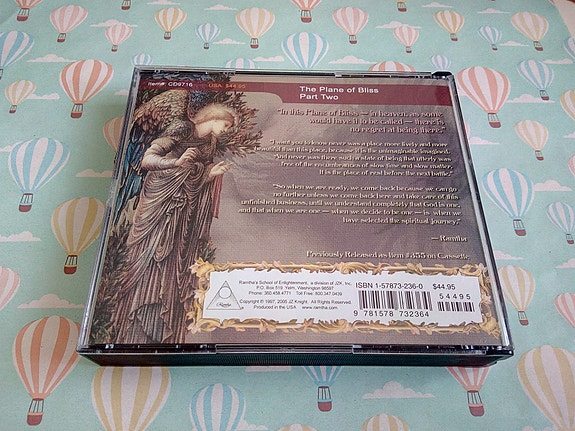 Item#: CD9716 USA $44.95
The Plane of Bliss
Part Two
"In this Plane of Bliss — in heaven, as some
would have it to be called — there is
no regret at being there."
"I want you to know never was a place more lively and more
beautiful than this place, because it is the unimaginable imagined.
And never was there such a state of being that utterly was
free of the encumbrances of slow time and slow matter.
It is the place of real before the next battle."
"So when we are ready, we come back because we can go
no further unless we come back here and take care of this
unfinished business, until we understand completely that God is one,
and that when we are one — when we decide to be one — is when we
have selected the spiritual journey."
— Ramtha
Previously Released as Item #355 on Cassette
Ramtha
Ramtha's School of Enlightenment, a division of JZK, Inc.
P.O. Box 519 Yelm, Washington 98597
Phone: 360.458.4771 Toll Free: 800.347.0439
Copyright © 1997, 2005 JZ Knight. All Rights Reserved.
Produced in the USA www.ramtha.com
ISBN 1-57873-236-0 $44.95
54495
9 781578 732364